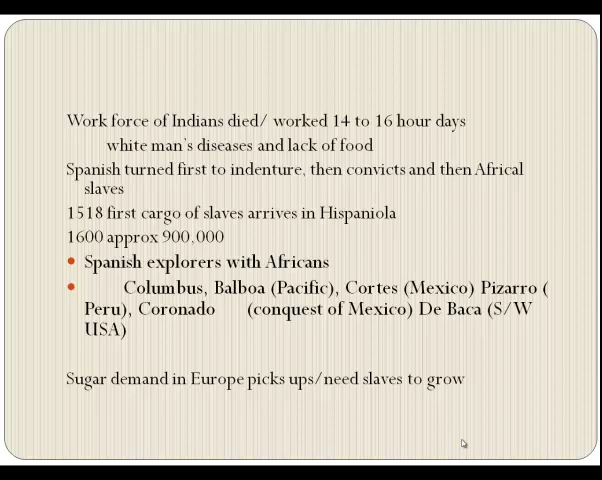 Work force of Indians died/ worked 14 to 16 hour days
white man's diseases and lack of food
Spanish turned first to indenture, then convicts and then Africal
slaves
1518 first cargo of slaves arrives in Hispaniola
1600 approx 900,000
• Spanish explorers with Africans
• Columbus, Balboa (Pacific), Cortes (Mexico) Pizarro (
Peru), Coronado (conquest of Mexico) De Baca (S/W
USA)
Sugar demand in Europe picks ups/need slaves to grow